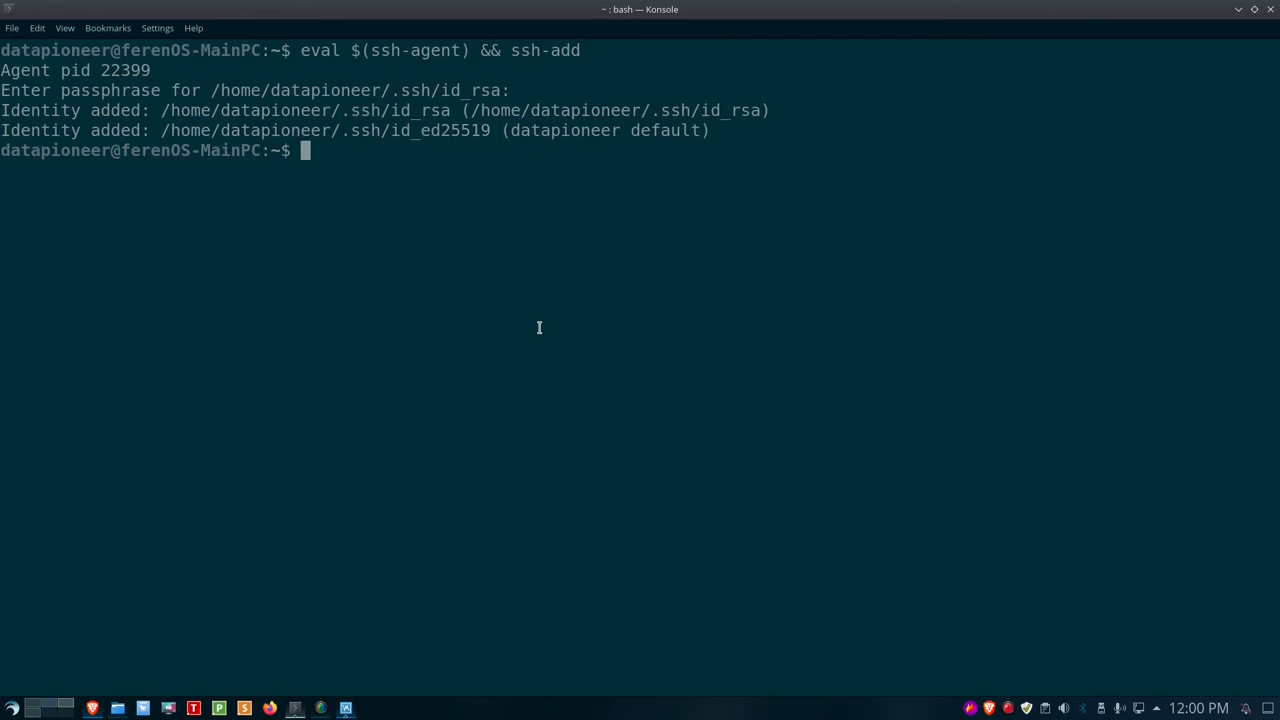 ~ : bash — Konsole
File Edit View Bookmarks Settings Help
datapioneer@ferenOS-MainPC:~$ eval $(ssh-agent) && ssh-add
Agent pid 22399
Enter passphrase for /home/datapioneer/.ssh/id_rsa:
Identity added: /home/datapioneer/.ssh/id_rsa (/home/datapioneer/.ssh/id_rsa)
Identity added: /home/datapioneer/.ssh/id_ed25519 (datapioneer default)
datapioneer@ferenOS-MainPC:~$
T P S 12:00 PM